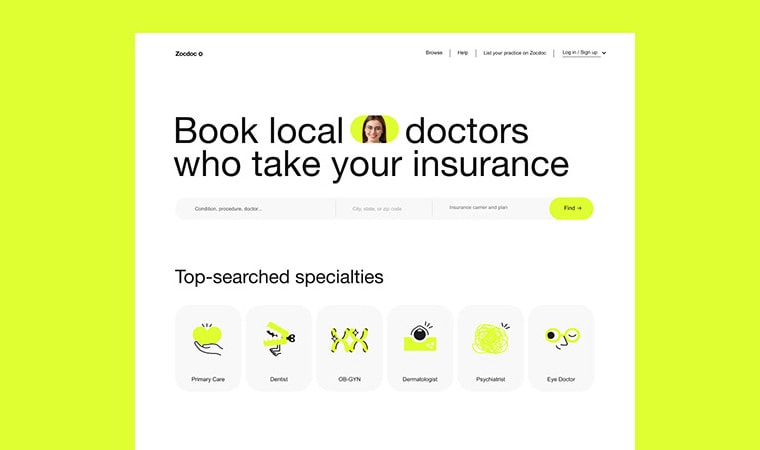 Zocdoc
Browse
Help
List your practice on Zocdoc
Log in / Sign up
Book local doctors
who take your insurance
Condition, procedure, doctor...
City, state, or zip code
Insurance carrier and plan
Find →
Top-searched specialties
Primary Care
Dentist
OB-GYN
Dermatologist
Psychiatrist
Eye Doctor